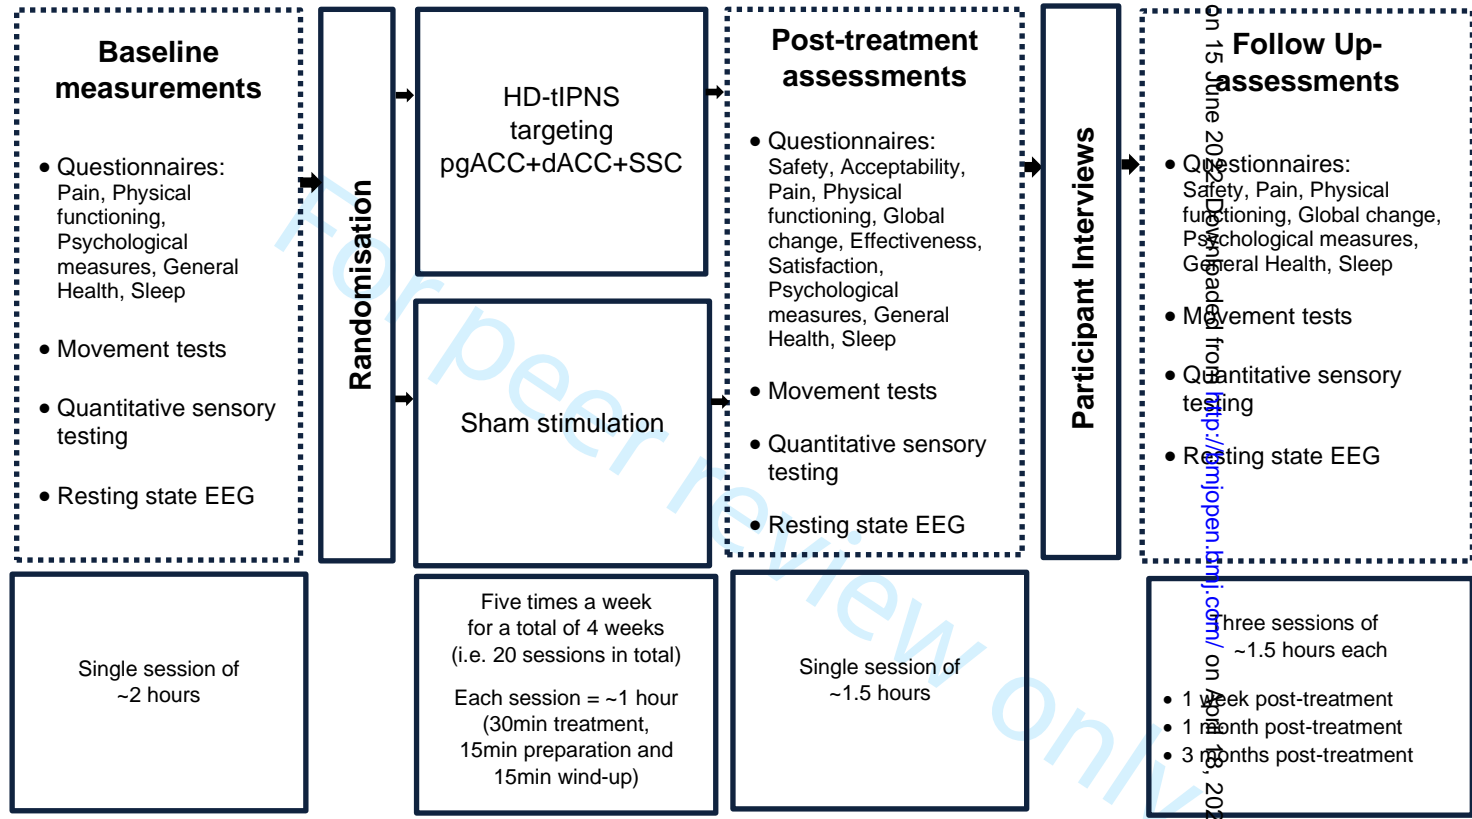 Baseline
measurements
• Questionnaires:
Pain, Physical
functioning,
Psychological
measures, General
Health, Sleep
• Movement tests
• Quantitative sensory
testing
• Resting state EEG
Single session of
~2 hours
Randomisation
HD-tIPNS
targeting
pgACC+dACC+SSC
Sham stimulation
Five times a week
for a total of 4 weeks
(i.e. 20 sessions in total)
Each session = ~1 hour
(30min treatment,
15min preparation and
15min wind-up)
Post-treatment
assessments
• Questionnaires:
Safety, Acceptability,
Pain, Physical
functioning, Global
change, Effectiveness,
Satisfaction,
Psychological
measures, General
Health, Sleep
• Movement tests
• Quantitative sensory
testing
• Resting state EEG
Single session of
~1.5 hours
Participant Interviews
Follow Up-
assessments
• Questionnaires:
Safety, Pain, Physical
functioning, Global change,
Psychological measures,
General Health, Sleep
• Movement tests
• Quantitative sensory
testing
• Resting state EEG
Three sessions of
~1.5 hours each
• 1 week post-treatment
• 1 month post-treatment
• 3 months post-treatment
For peer review only
on 15 June 2022. Downloaded from http://bmjopen.bmj.com/ on April 18, 202